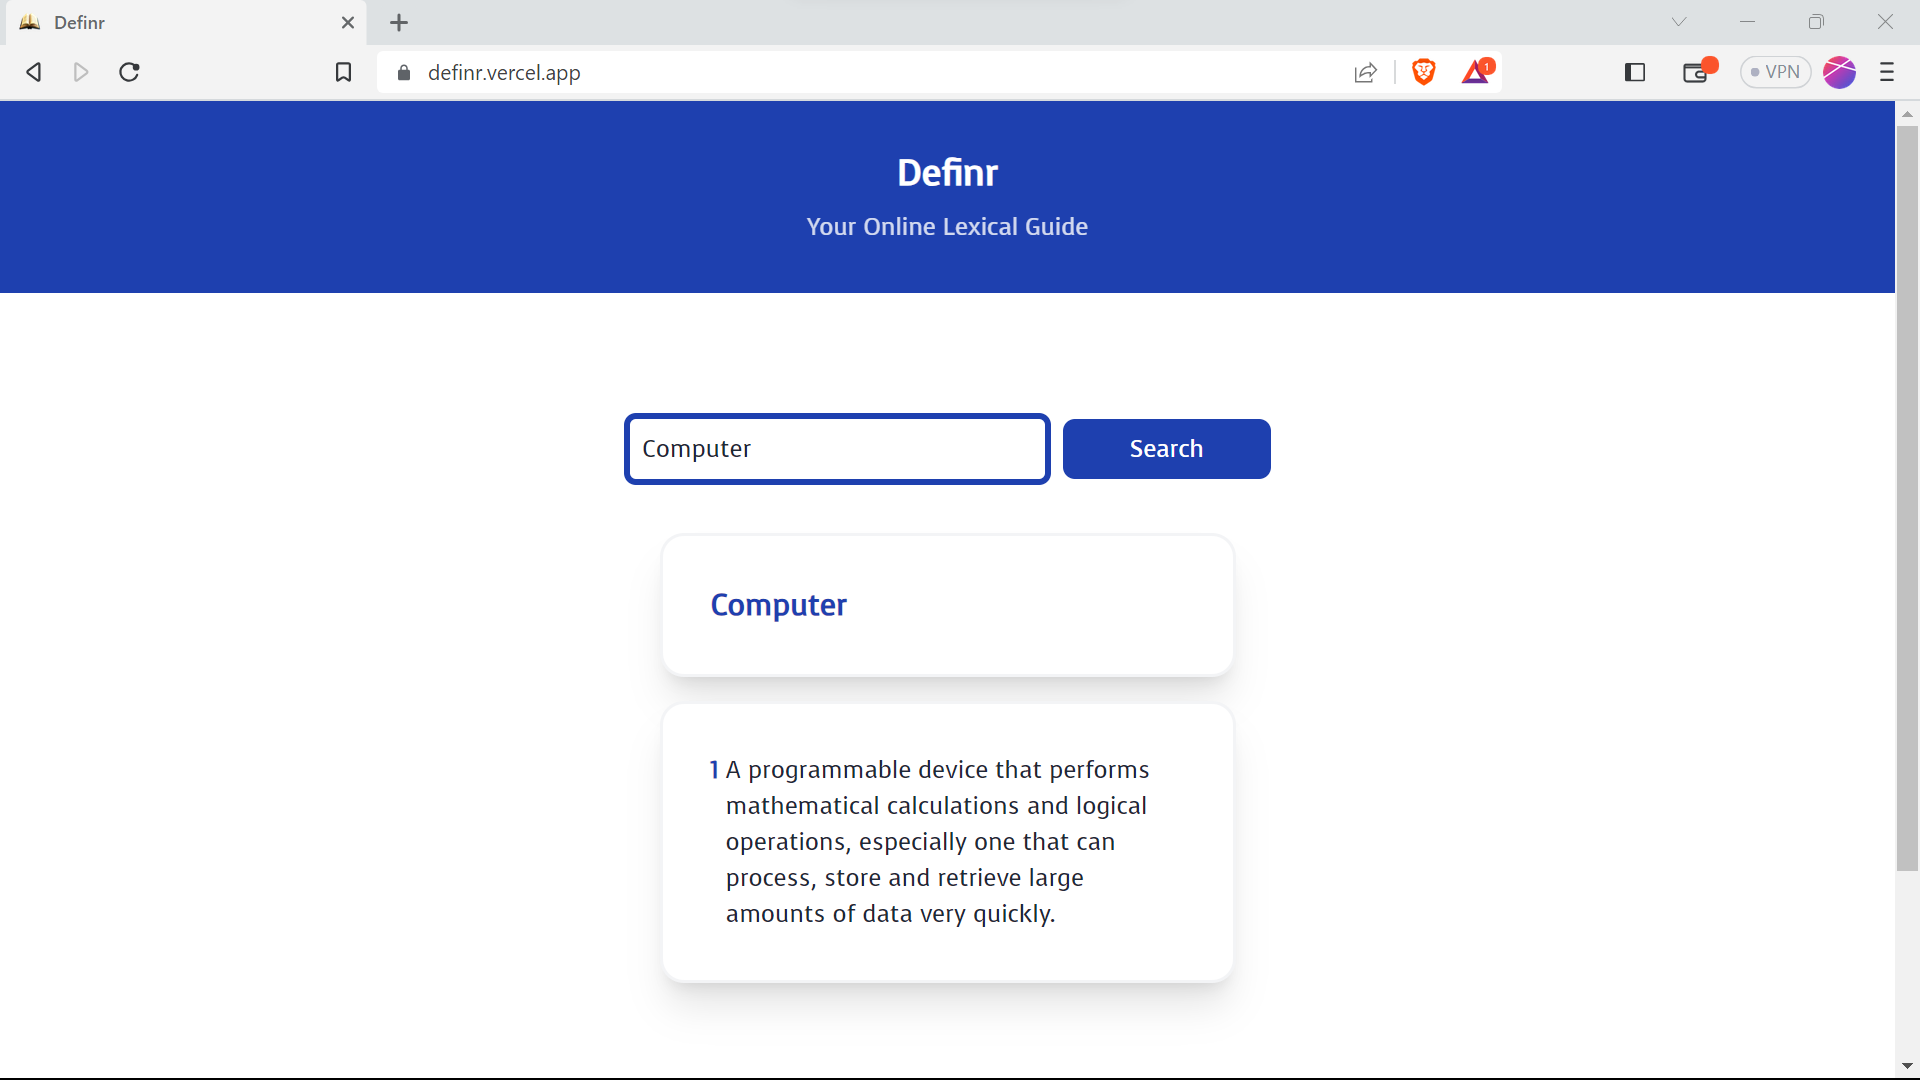 Definr
definr.vercel.app
1
VPN
Definr
Your Online Lexical Guide
Computer
Search
Computer
1 A programmable device that performs
mathematical calculations and logical
operations, especially one that can
process, store and retrieve large
amounts of data very quickly.